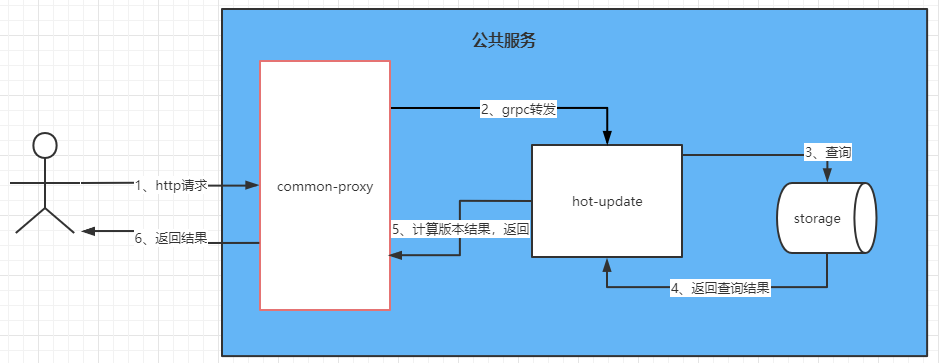 公共服务
2、grpc转发
3、查询
1、http请求
common-proxy
hot-update
storage
5、计算版本结果，返回
6、返回结果
4、返回查询结果